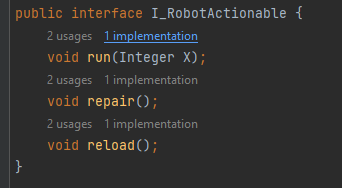 public interface I_RobotActionable {
2 usages 1 implementation
void run(Integer X);
2 usages 1 implementation
void repair();
2 usages 1 implementation
void reload();
}